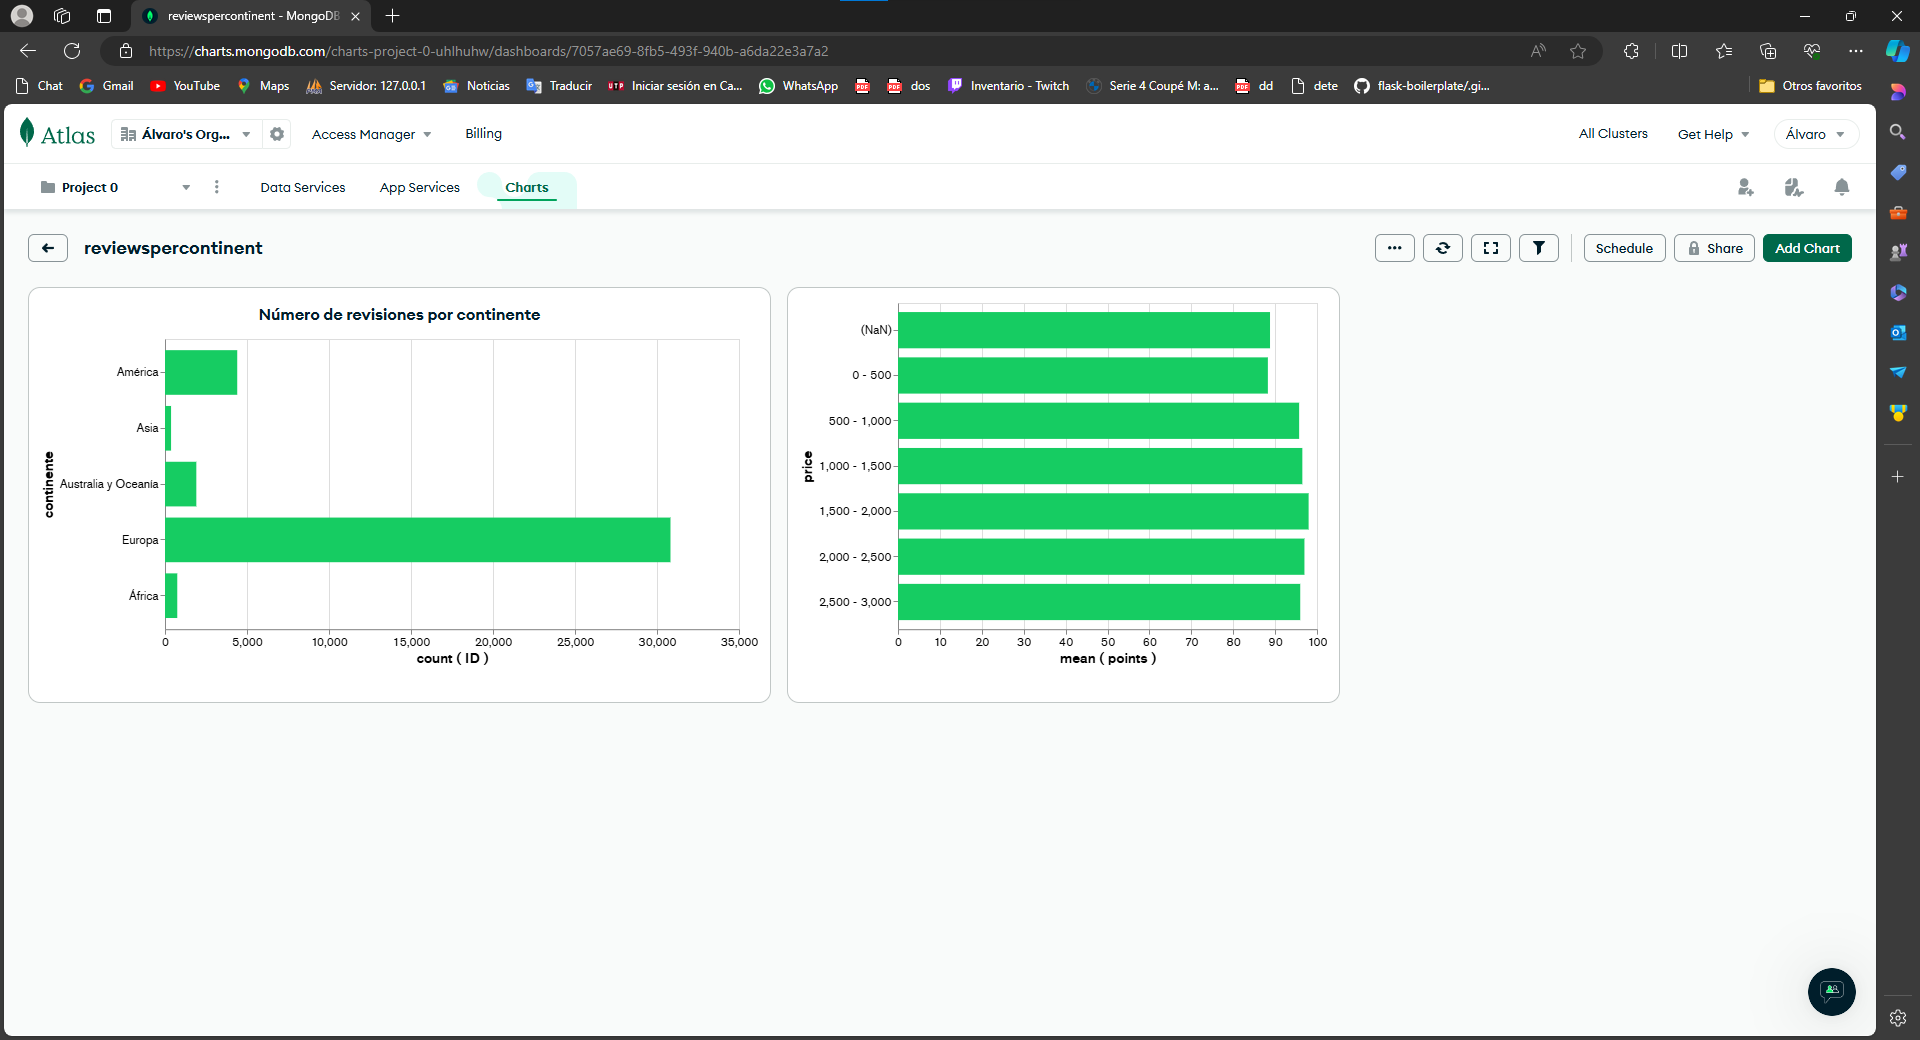 reviewspercontinent - MongoDB
https://charts.mongodb.com/charts-project-0-uhlhuhw/dashboards/7057ae69-8fb5-493f-940b-a6da22e3a7a2
Chat Gmail YouTube Maps Servidor: 127.0.0.1 Noticias Traducir Iniciar sesión en Ca... WhatsApp dos Inventario - Twitch Serie 4 Coupé M: a... dd dete flask-boilerplate/.gi... Otros favoritos
Atlas Álvaro's Org... Access Manager Billing All Clusters Get Help Álvaro
Project 0 Data Services App Services Charts
reviewspercontinent Schedule Share Add Chart
Número de revisiones por continente
continente
América
Asia
Australia y Oceanía
Europa
África
0 5,000 10,000 15,000 20,000 25,000 30,000 35,000
count ( ID )
price
(NaN)
0 - 500
500 - 1,000
1,000 - 1,500
1,500 - 2,000
2,000 - 2,500
2,500 - 3,000
0 10 20 30 40 50 60 70 80 90 100
mean ( points )